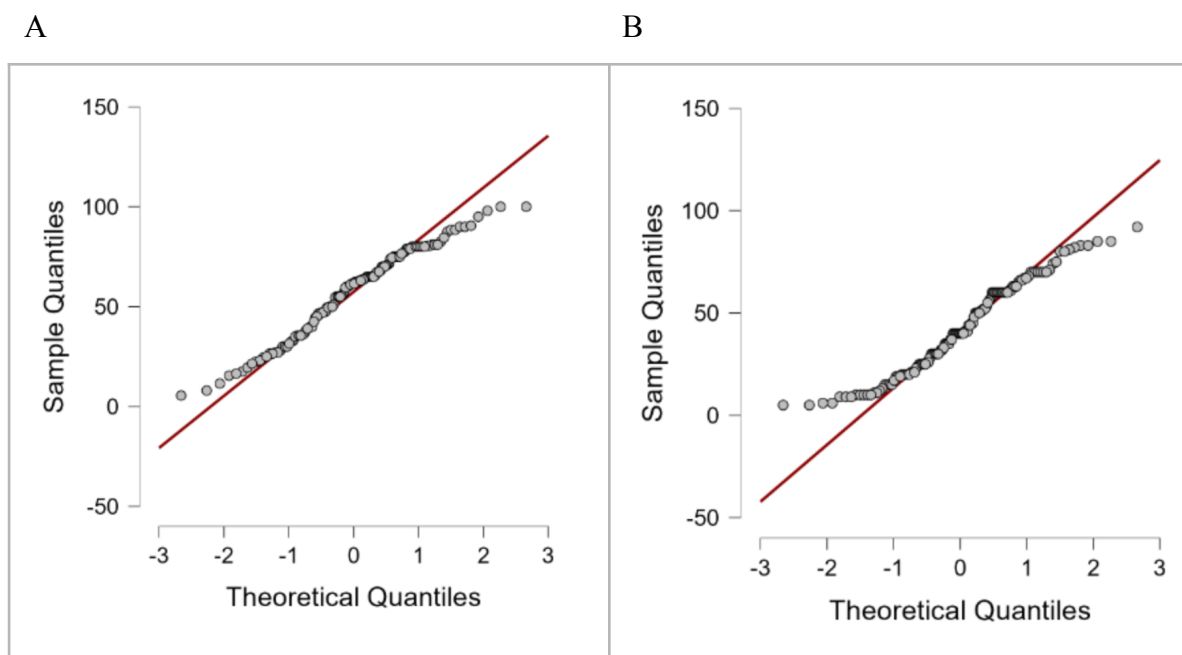 A B
150 150
100 100
50 50
0 0
-50 -50
Sample Quantiles Sample Quantiles
-3 -2 -1 0 1 2 3 -3 -2 -1 0 1 2 3
Theoretical Quantiles Theoretical Quantiles